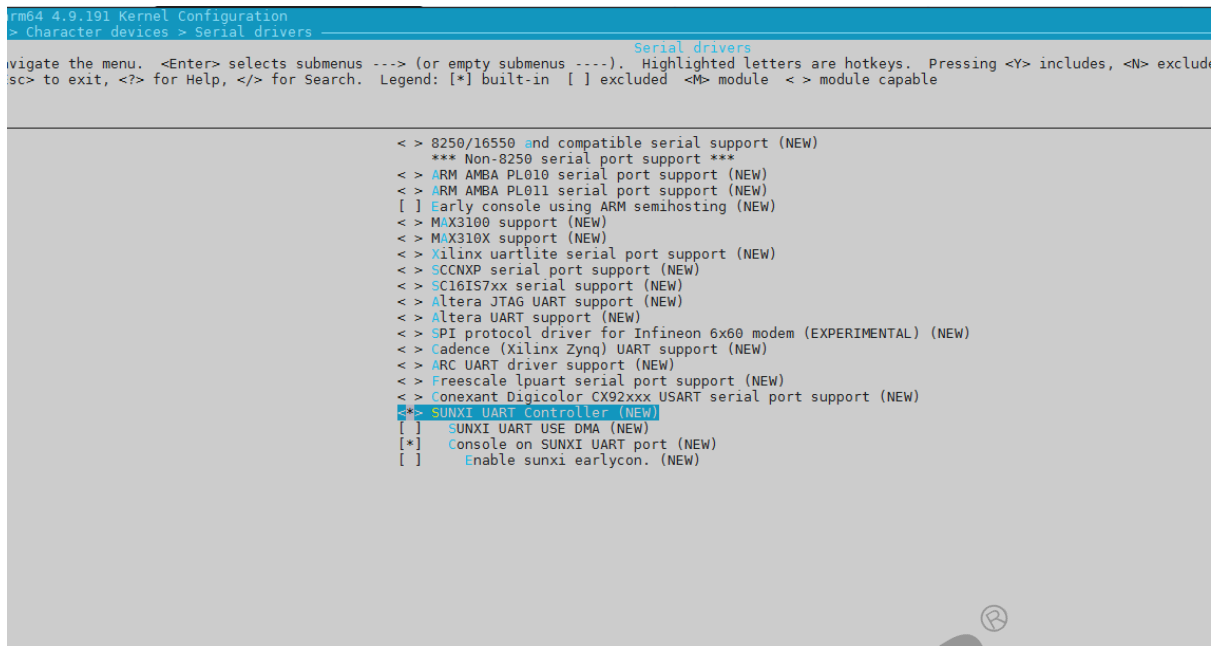 rm64 4.9.191 Kernel Configuration
> Character devices > Serial drivers
Serial drivers
avigate the menu. <Enter> selects submenus ---> (or empty submenus ----). Highlighted letters are hotkeys. Pressing <Y> includes, <N> exclude
sc> to exit, <?> for Help, </> for Search. Legend: [*] built-in [ ] excluded <M> module < > module capable
< > 8250/16550 and compatible serial support (NEW)
*** Non-8250 serial port support ***
< > ARM AMBA PL010 serial port support (NEW)
< > ARM AMBA PL011 serial port support (NEW)
[ ] Early console using ARM semihosting (NEW)
< > MAX3100 support (NEW)
< > MAX310X support (NEW)
< > Xilinx uartlite serial port support (NEW)
< > SCCNXP serial port support (NEW)
< > SC16IS7xx serial support (NEW)
< > Altera JTAG UART support (NEW)
< > Altera UART support (NEW)
< > SPI protocol driver for Infineon 6x60 modem (EXPERIMENTAL) (NEW)
< > Cadence (Xilinx Zynq) UART support (NEW)
< > ARC UART driver support (NEW)
< > Freescale lpuart serial port support (NEW)
< > Conexant Digicolor CX92xxx USART serial port support (NEW)
<*> SUNXI UART Controller (NEW)
[ ] SUNXI UART USE DMA (NEW)
[*] Console on SUNXI UART port (NEW)
[ ] Enable sunxi earlycon. (NEW)
®